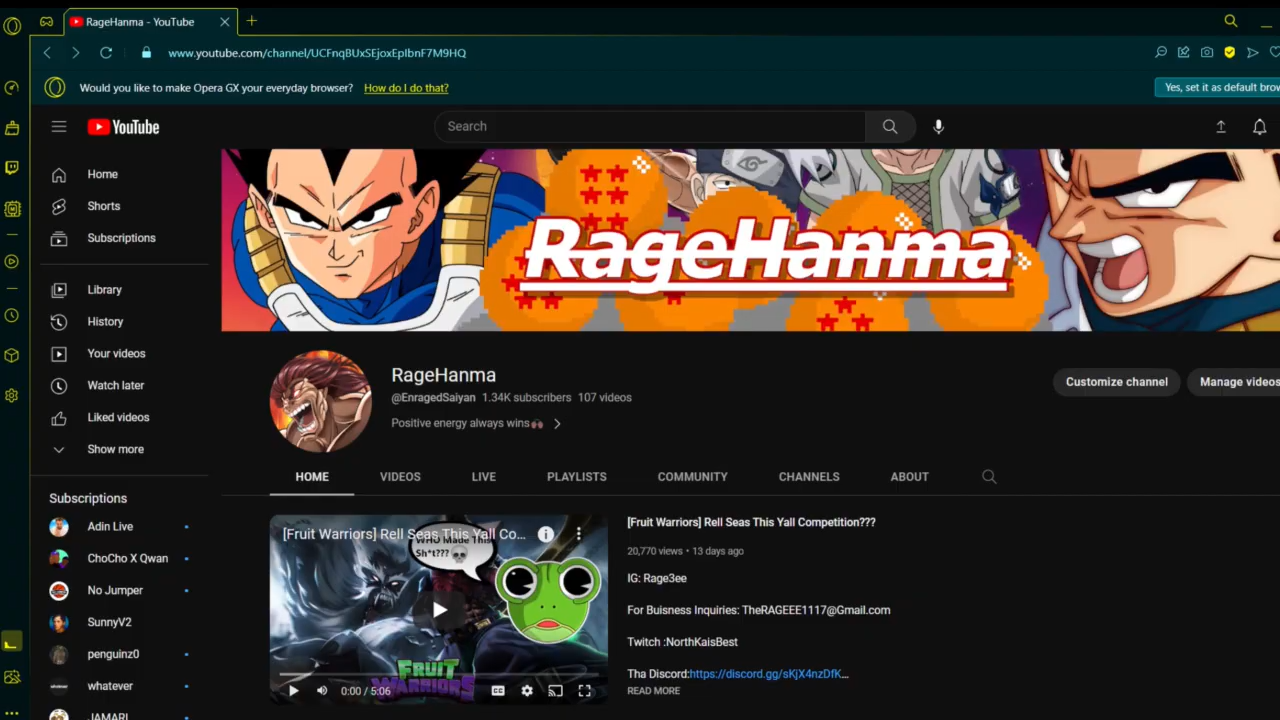 RageHanma - YouTube
www.youtube.com/channel/UCFnqBUxSEjoxEpIbnF7M9HQ
Would you like to make Opera GX your everyday browser? How do I do that?
Yes, set it as default brow
YouTube
Search
Home
Shorts
Subscriptions
Library
History
Your videos
Watch later
Liked videos
Show more
Subscriptions
Adin Live
ChoCho X Qwan
No Jumper
SunnyV2
penguinz0
whatever
JAMARI
RageHanma
RageHanma
@EnragedSaiyan 1.34K subscribers 107 videos
Positive energy always wins
Customize channel
Manage videos
HOME
VIDEOS
LIVE
PLAYLISTS
COMMUNITY
CHANNELS
ABOUT
[Fruit Warriors] Rell Seas This Yall Co...
WHO Made This
Sh*t???
FRUIT
WARRIORS
0:00 / 5:06
[Fruit Warriors] Rell Seas This Yall Competition???
20,770 views • 13 days ago
IG: Rage3ee
For Buisness Inquiries: TheRAGEEE1117@Gmail.com
Twitch :NorthKaisBest
Tha Discord:https://discord.gg/sKjX4nzDfK...
READ MORE